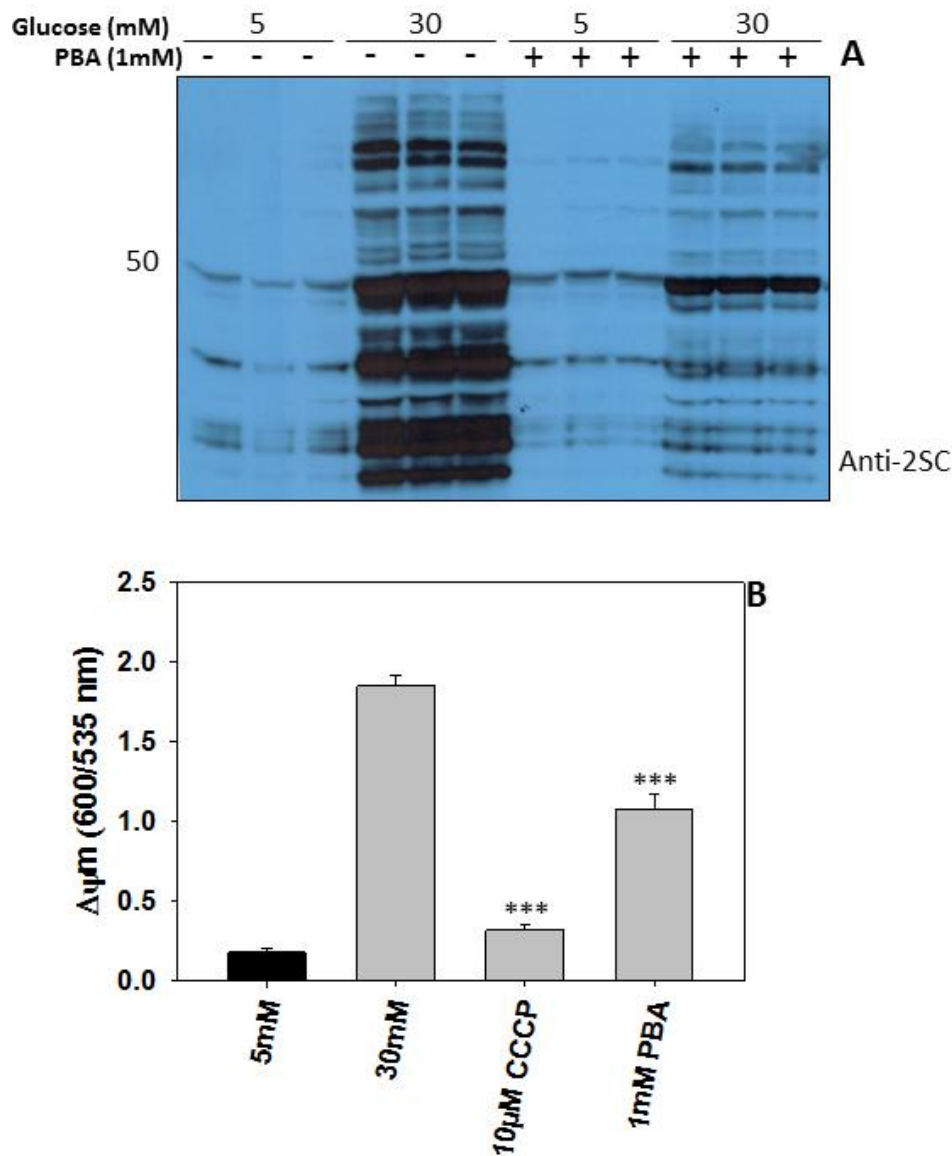 Glucose (mM) 5 30 5 30
PBA (1mM) - - - - - - + + + + + + A
50
Anti-2SC
B
2.5
2.0
1.5
1.0
0.5
0.0
Δψm (600/535 nm)
***
***
5mM
30mM
10µM CCCP
1mM PBA